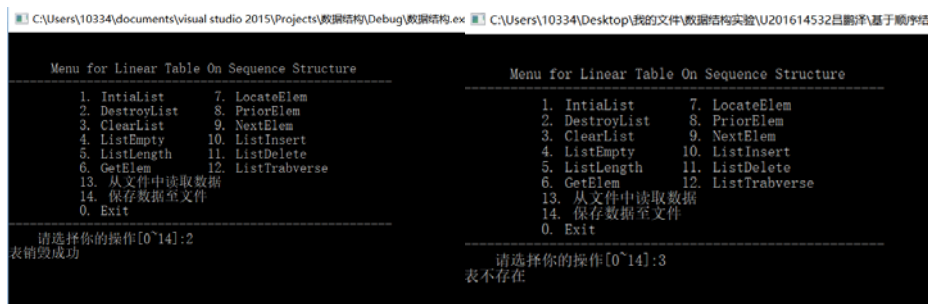 C:\Users\10334\documents\visual studio 2015\Projects\数据结构\Debug\数据结构.ex
Menu for Linear Table On Sequence Structure
1. IntiaList 7. LocateElem
2. DestroyList 8. PriorElem
3. ClearList 9. NextElem
4. ListEmpty 10. ListInsert
5. ListLength 11. ListDelete
6. GetElem 12. ListTrabverse
13. 从文件中读取数据
14. 保存数据至文件
0. Exit
请选择你的操作[0~14]:2
表销毁成功
C:\Users\10334\Desktop\我的文件\数据结构实验\U201614532吕鹏泽\基于顺序结
Menu for Linear Table On Sequence Structure
1. IntiaList 7. LocateElem
2. DestroyList 8. PriorElem
3. ClearList 9. NextElem
4. ListEmpty 10. ListInsert
5. ListLength 11. ListDelete
6. GetElem 12. ListTrabverse
13. 从文件中读取数据
14. 保存数据至文件
0. Exit
请选择你的操作[0~14]:3
表不存在